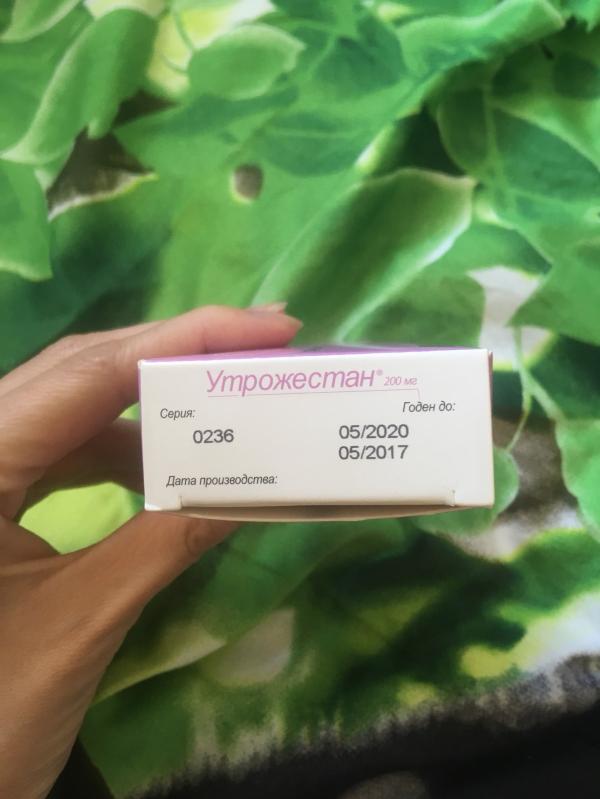 Утрожестан® 200 мг
Серия: Годен до:
0236 05/2020
05/2017
Дата производства: